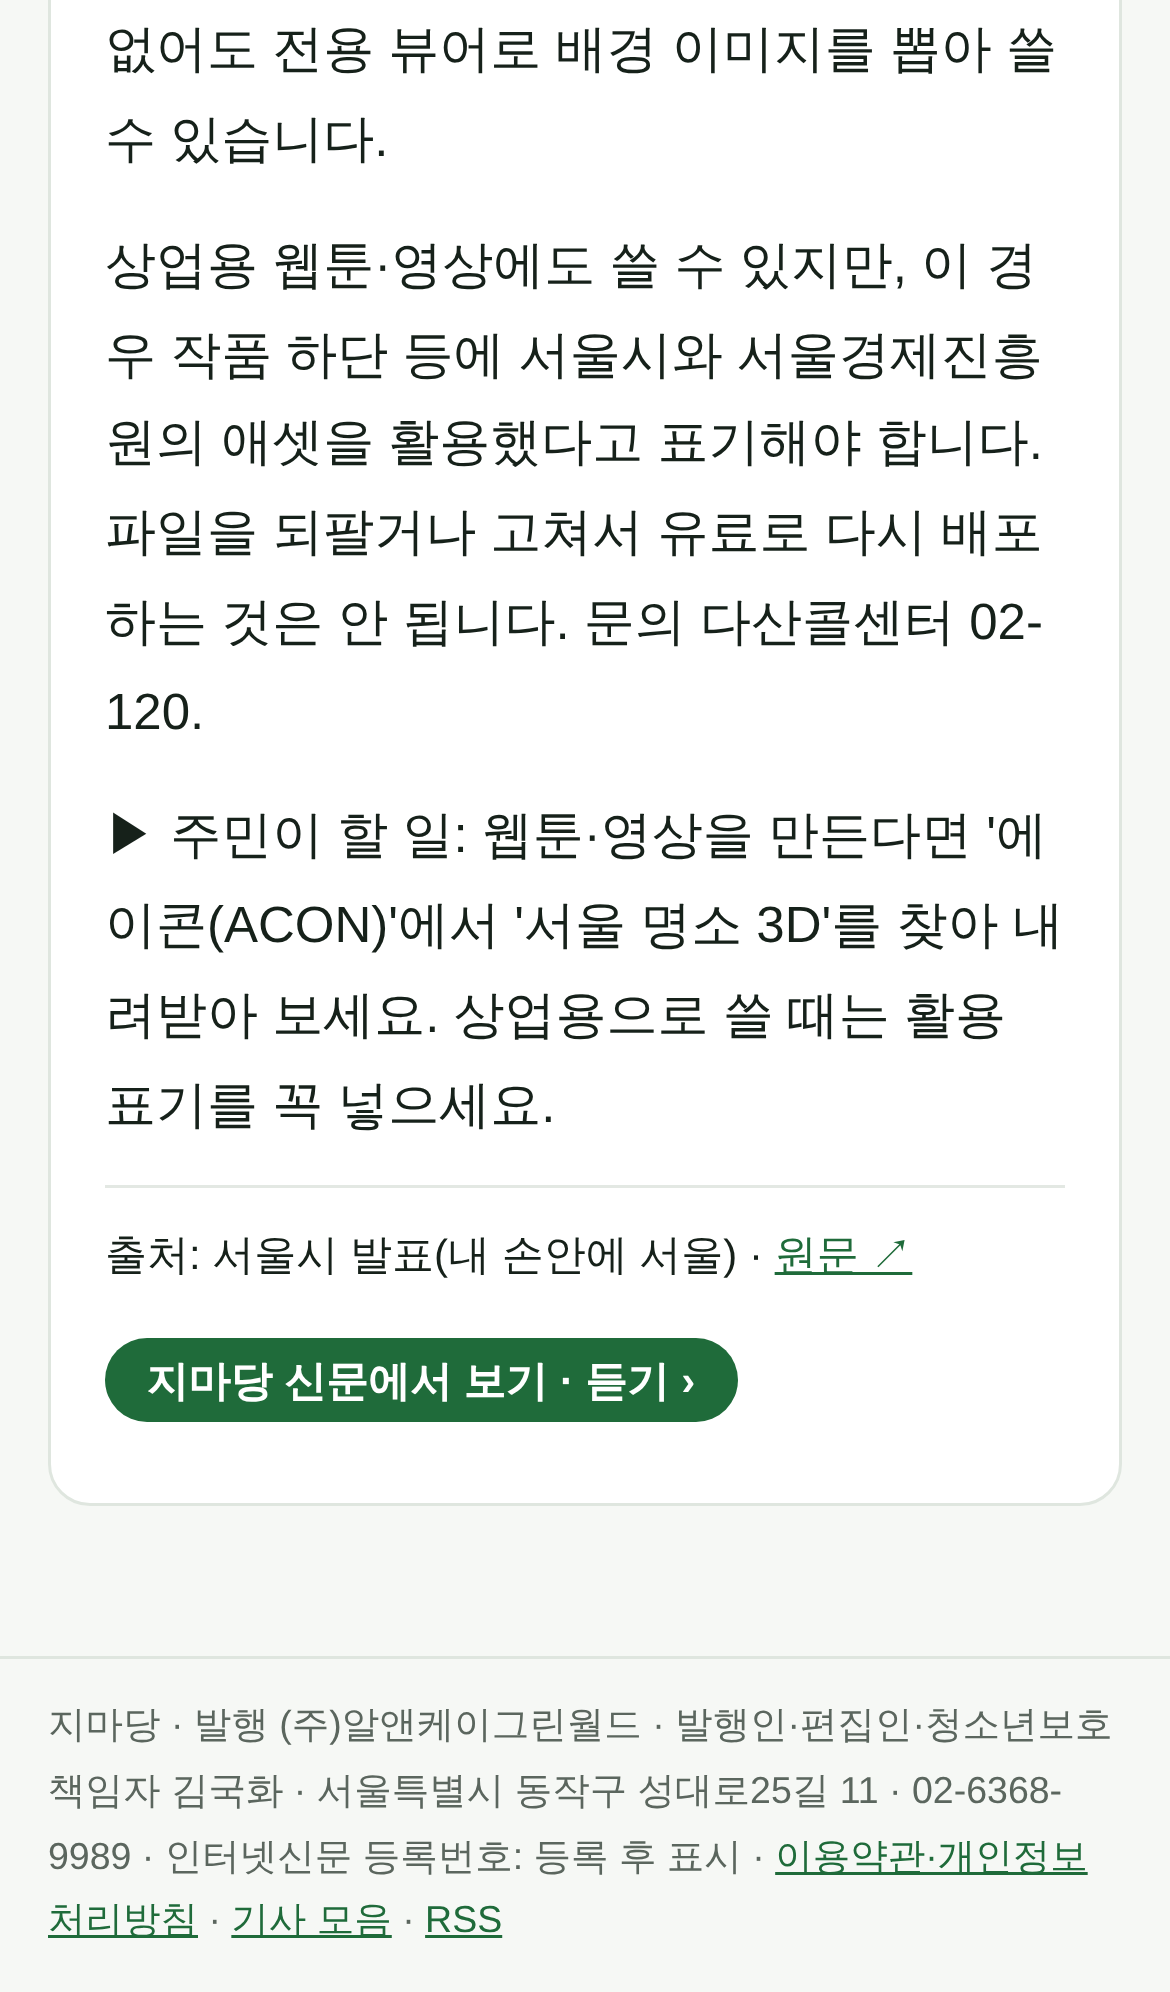 없어도 전용 뷰어로 배경 이미지를 뽑아 쓸
수 있습니다.
상업용 웹툰·영상에도 쓸 수 있지만, 이 경
우 작품 하단 등에 서울시와 서울경제진흥
원의 애셋을 활용했다고 표기해야 합니다.
파일을 되팔거나 고쳐서 유료로 다시 배포
하는 것은 안 됩니다. 문의 다산콜센터 02-
120.
▶ 주민이 할 일: 웹툰·영상을 만든다면 '에
이콘(ACON)'에서 '서울 명소 3D'를 찾아 내
려받아 보세요. 상업용으로 쓸 때는 활용
표기를 꼭 넣으세요.
출처: 서울시 발표(내 손안에 서울) · 원문 ↗
지마당 신문에서 보기 · 듣기 ›
지마당 · 발행 (주)알앤케이그린월드 · 발행인·편집인·청소년보호
책임자 김국화 · 서울특별시 동작구 성대로25길 11 · 02-6368-
9989 · 인터넷신문 등록번호: 등록 후 표시 · 이용약관·개인정보
처리방침 · 기사 모음 · RSS